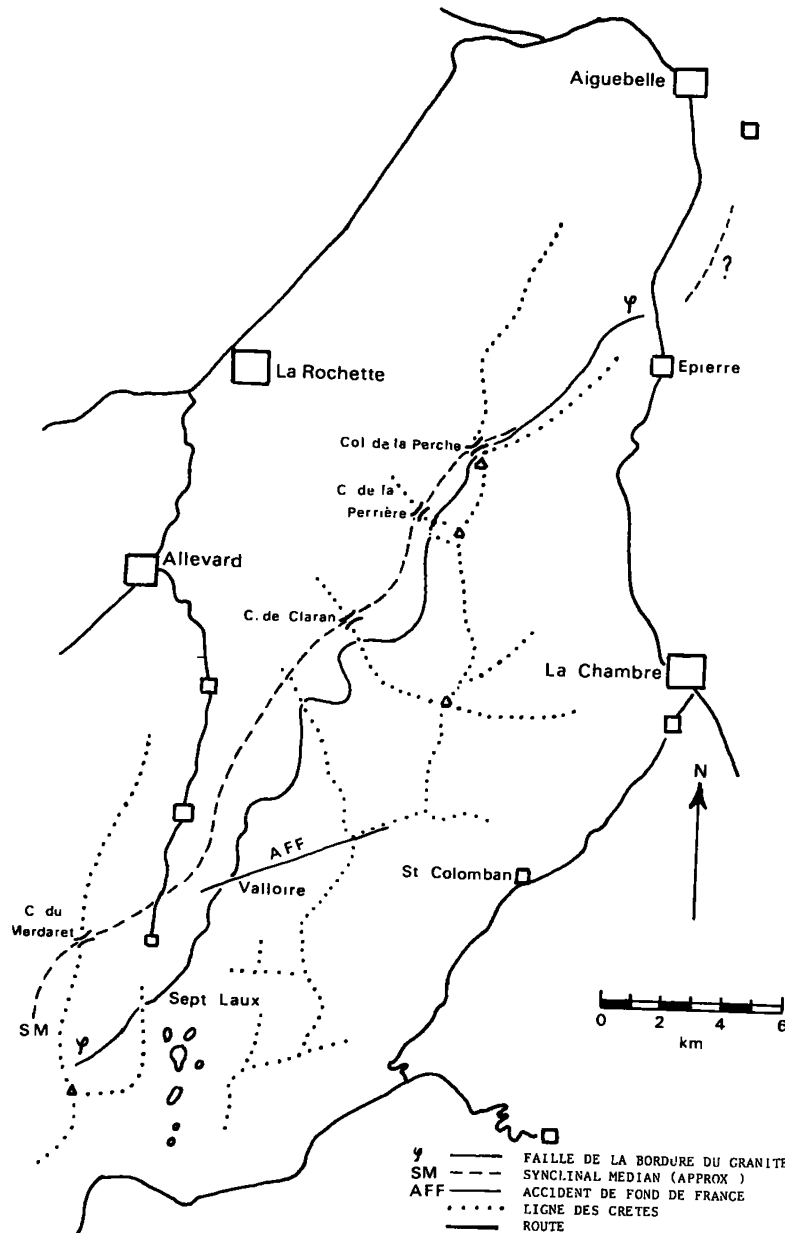 Aiguebelle
?
φ
La Rochette
Epierre
Col de la Perche
C de la
Perrière
Allevard
C. de Claran
La Chambre
N
AFF
St Colomban
Valloire
C du
Merdaret
Sept Laux
SM
φ
0 2 4 6
km
φ FAILLE DE LA BORDURE DU GRANITE
SM SYNCLINAL MEDIAN (APPROX )
AFF ACCIDENT DE FOND DE FRANCE
LIGNE DES CRETES
ROUTE